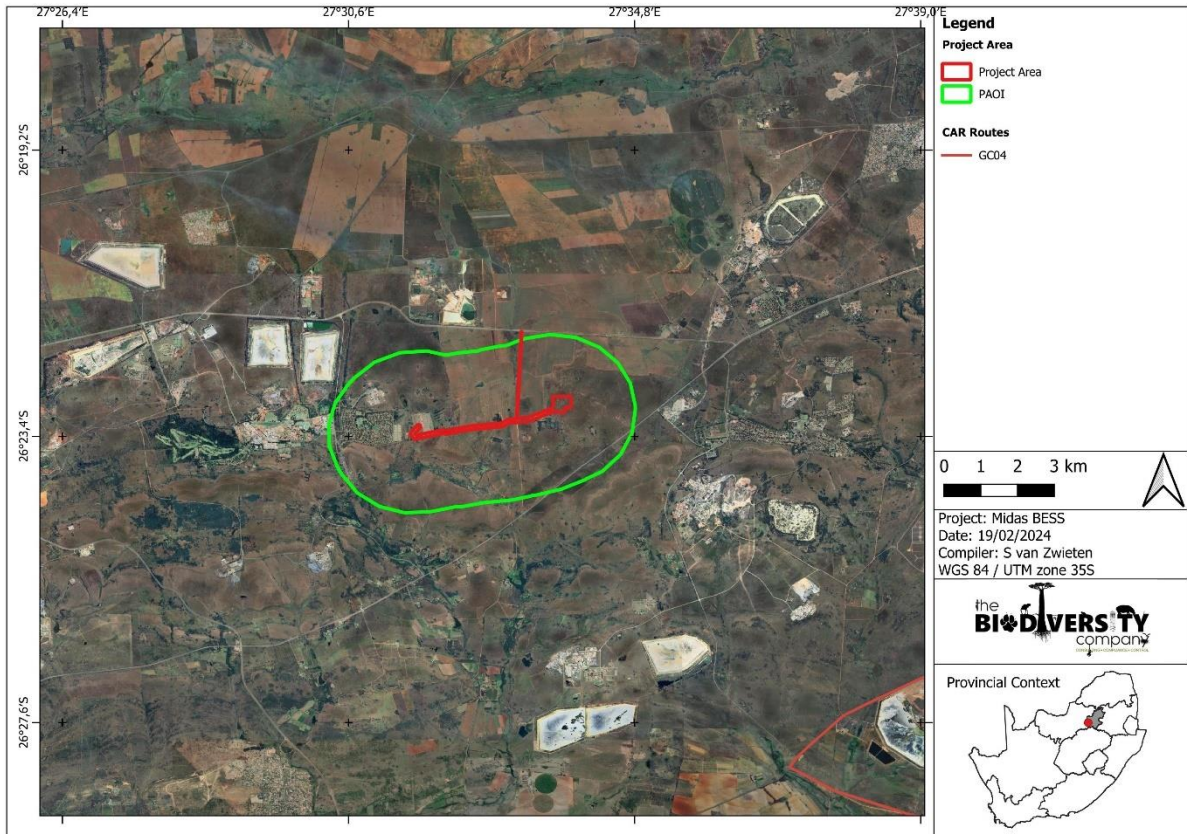 27°26,4'E
27°30,6'E
27°34,8'E
27°39,0'E
26°19,2'S
26°23,4'S
26°27,6'S
Legend
Project Area
Project Area
PAOI
CAR Routes
GC04
0 1 2 3 km
Project: Midas BESS
Date: 19/02/2024
Compiler: S van Zwieten
WGS 84 / UTM zone 35S
the
BIODIVERSITY
company
Provincial Context